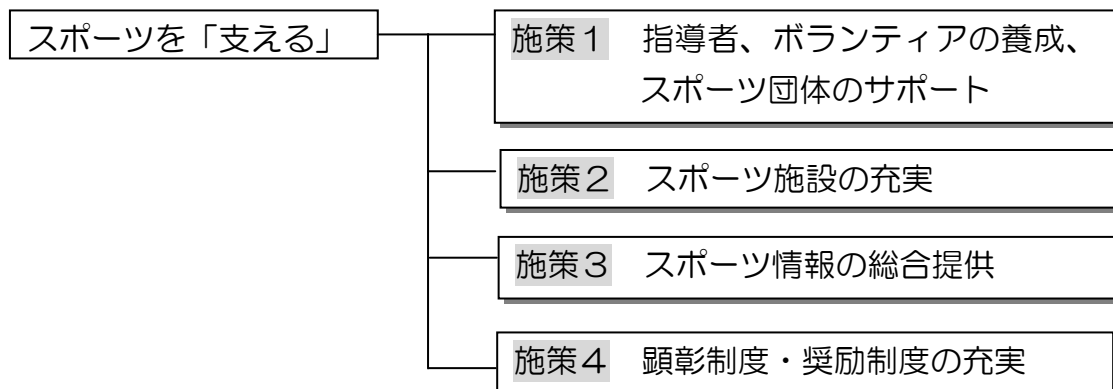 スポーツを「支える」
施策１　指導者、ボランティアの養成、
スポーツ団体のサポート
施策２　スポーツ施設の充実
施策３　スポーツ情報の総合提供
施策４　顕彰制度・奨励制度の充実